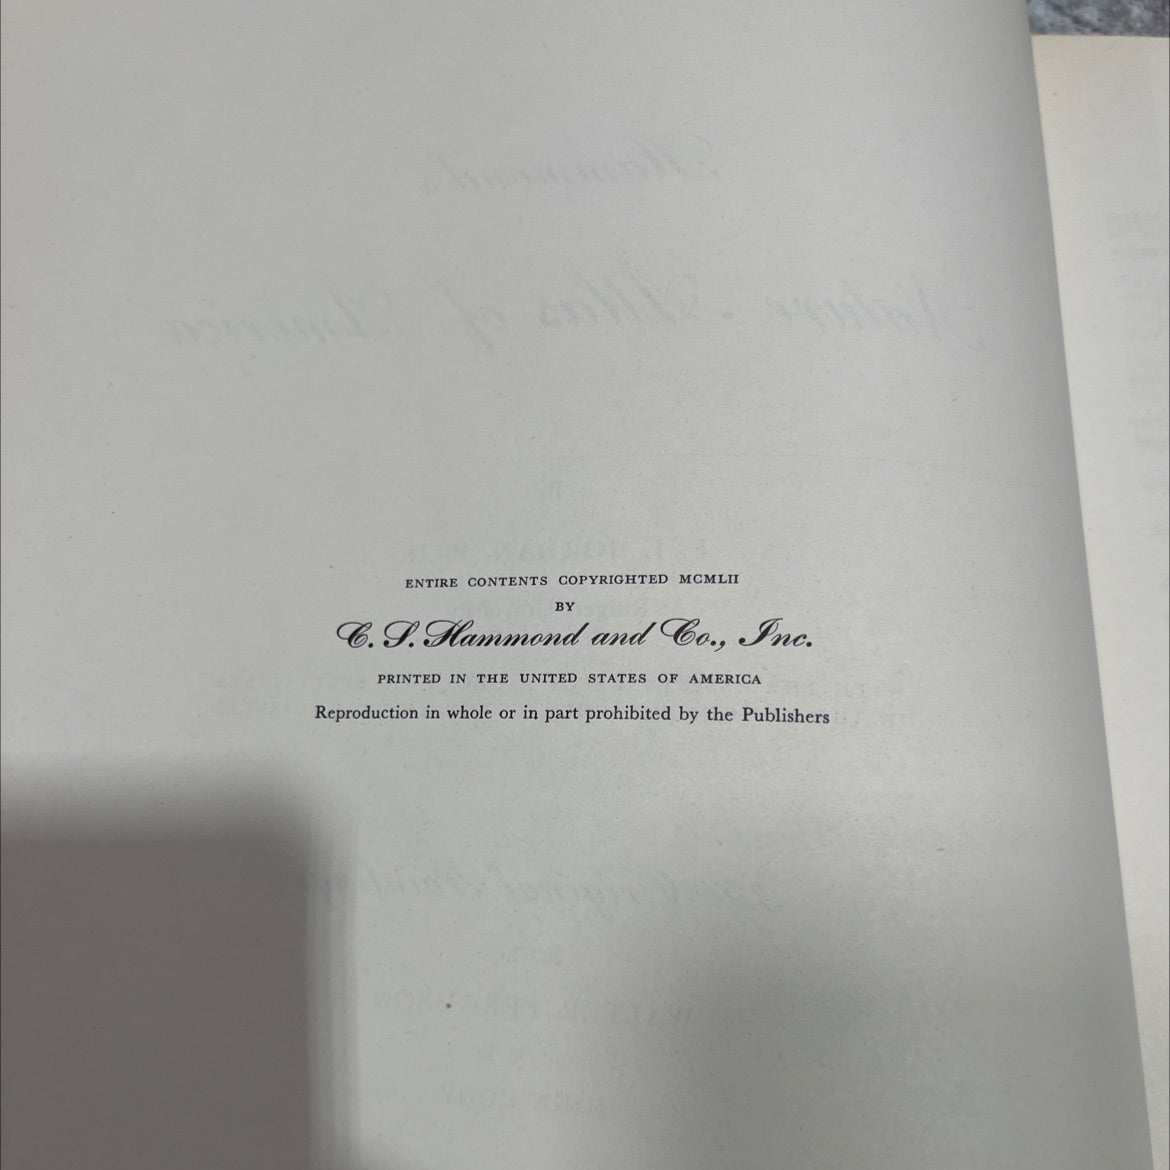 ENTIRE CONTENTS COPYRIGHTED MCMLII
BY
C. S. Hammond and Co., Inc.
PRINTED IN THE UNITED STATES OF AMERICA
Reproduction in whole or in part prohibited by the Publishers